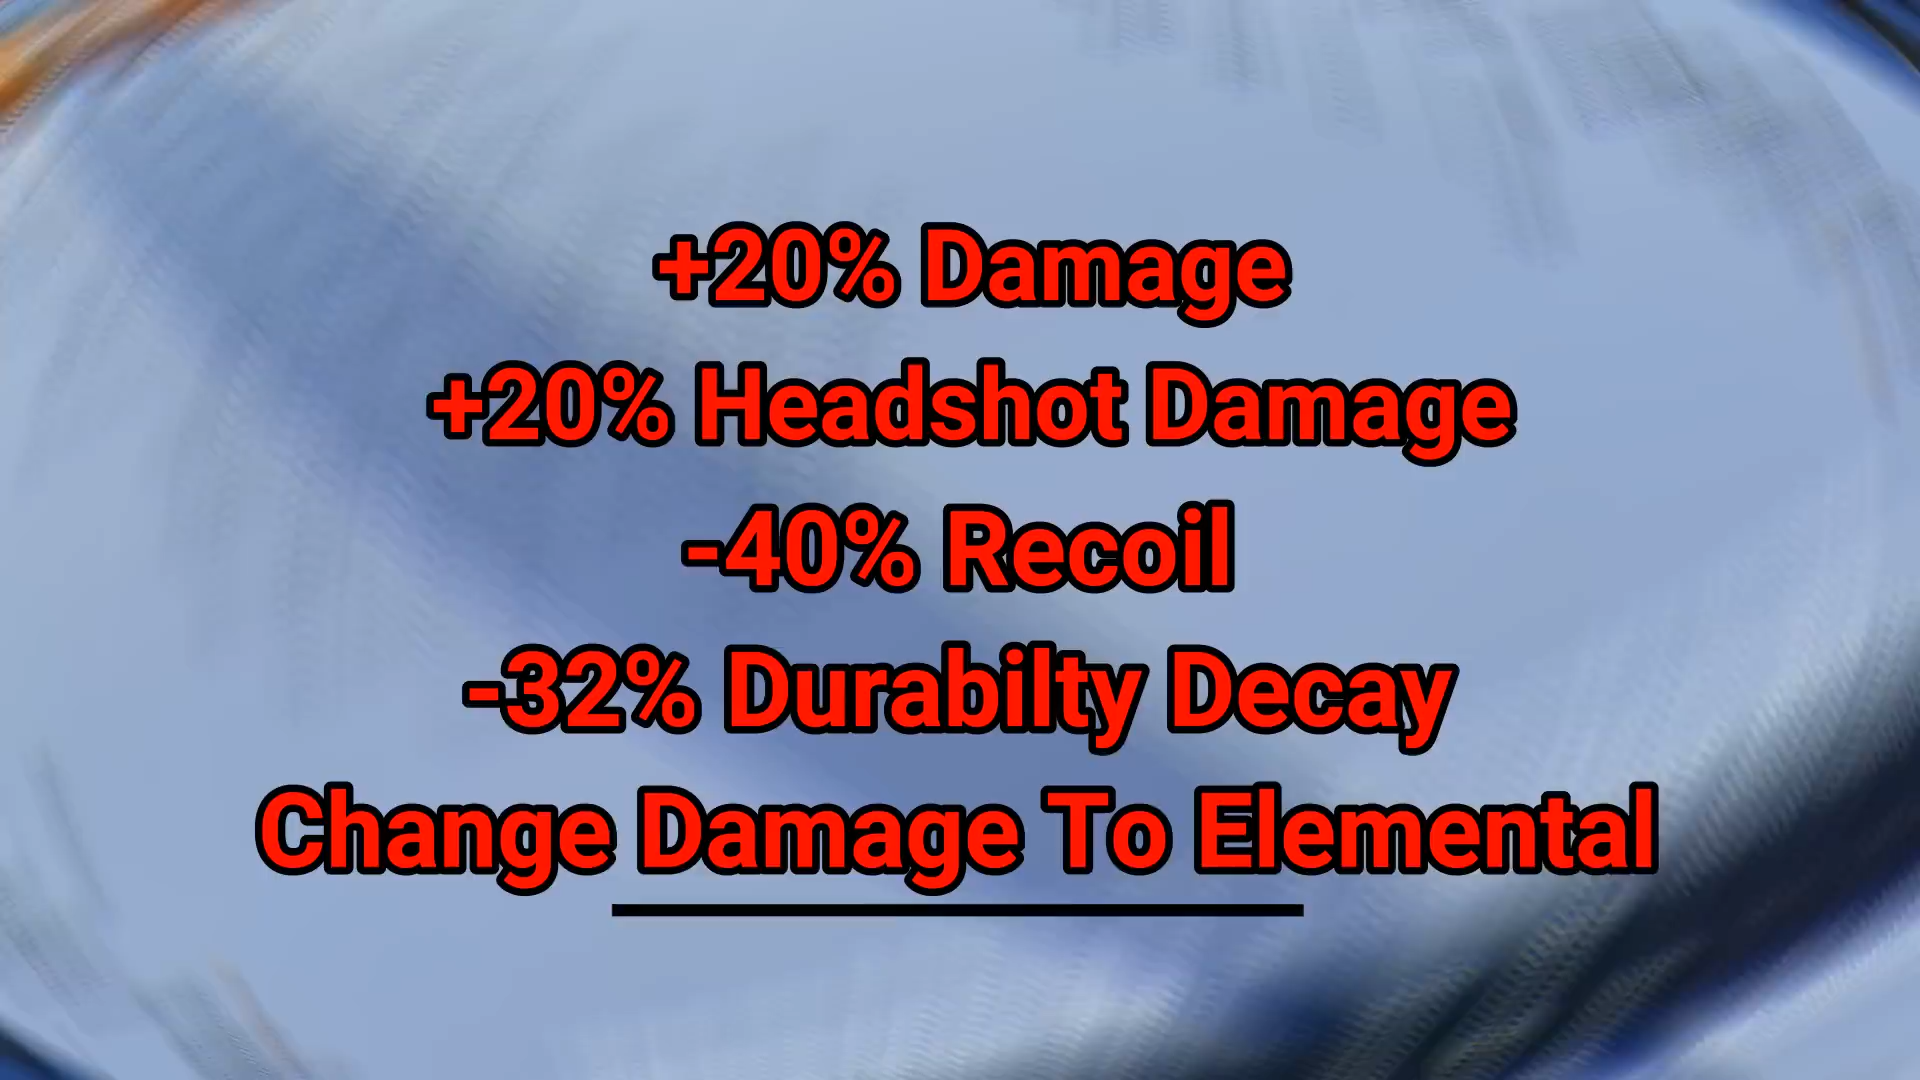 +20% Damage
+20% Headshot Damage
-40% Recoil
-32% Durabilty Decay
Change Damage To Elemental